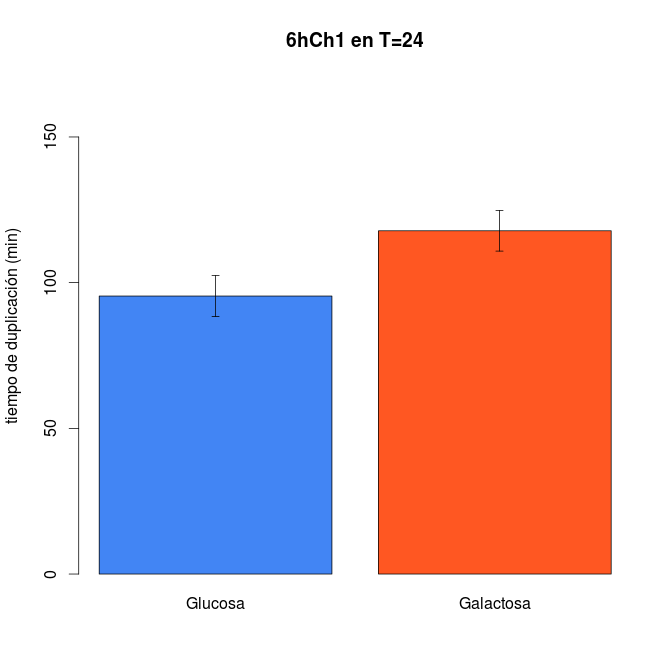 6hCh1 en T=24
tiempo de duplicación (min)
150
100
50
0
Glucosa
Galactosa